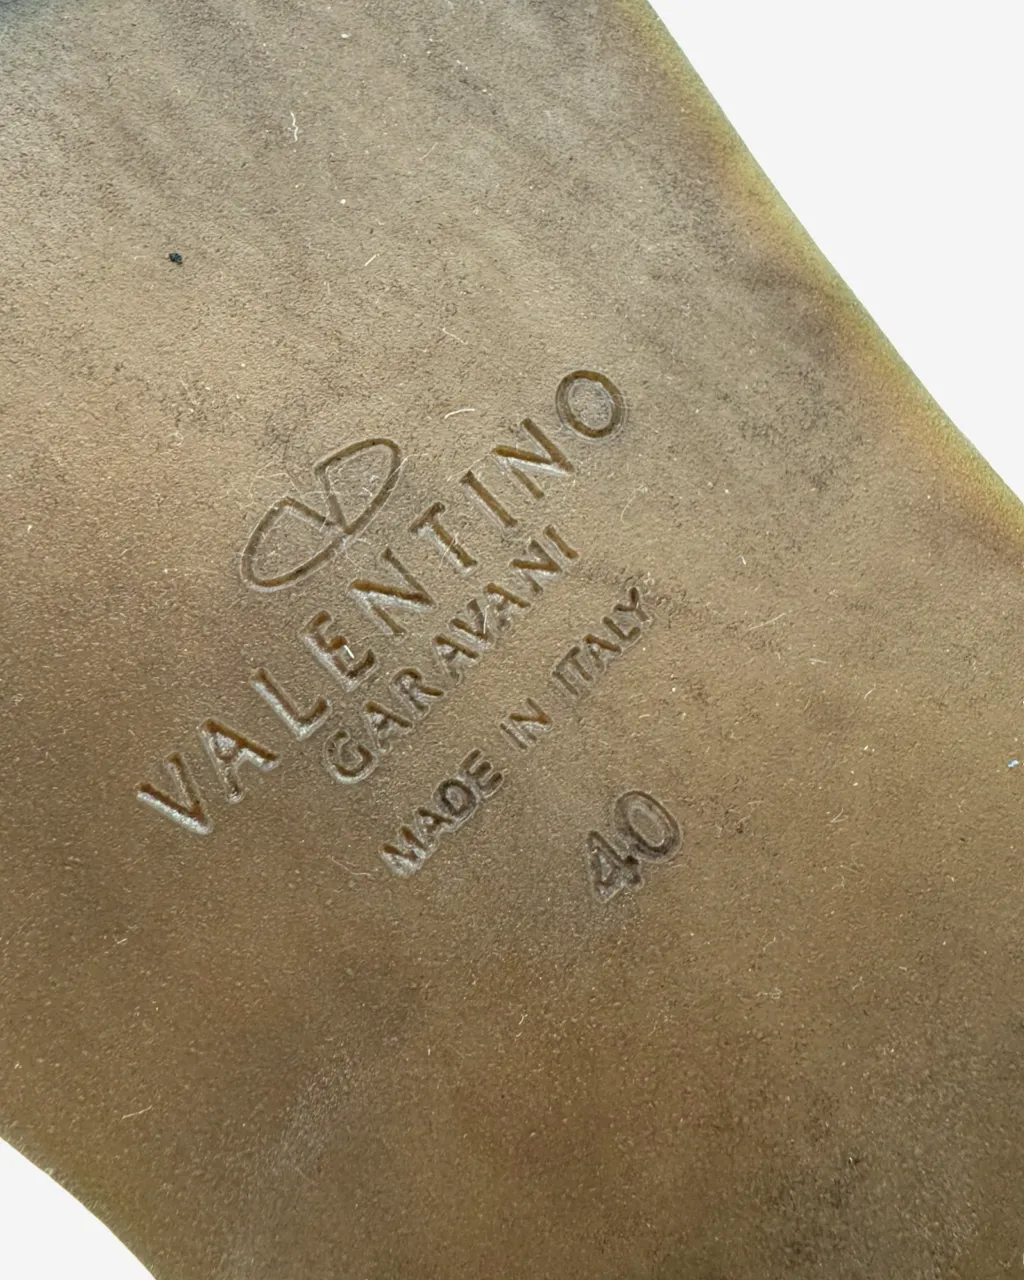 VALENTINO
GARAVANI
MADE IN ITALY
40